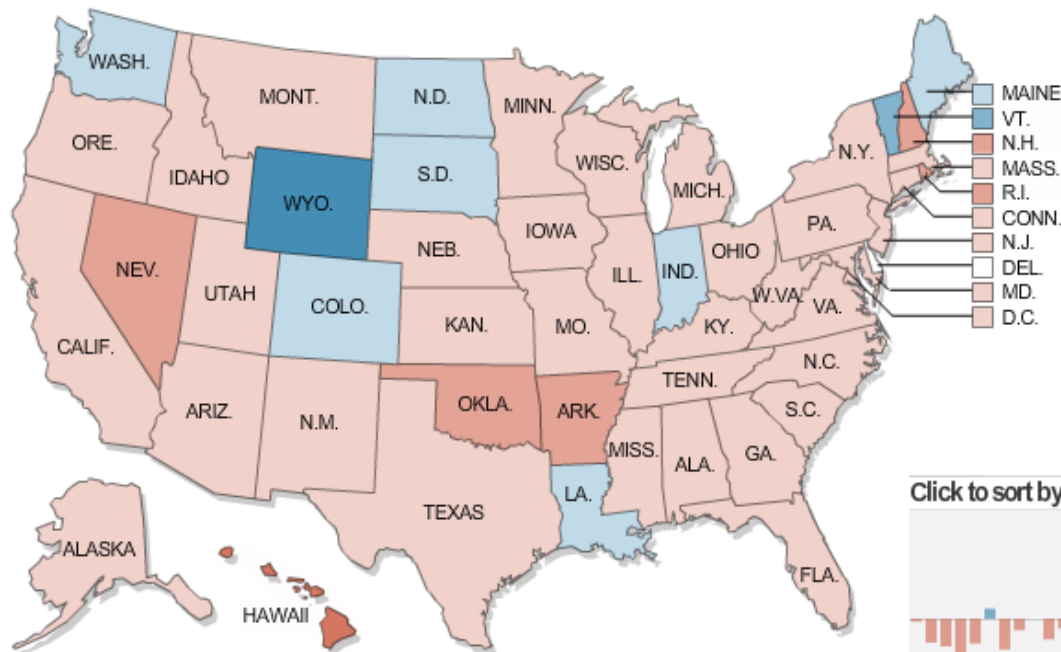 WASH.
MONT.
N.D.
MINN.
MAINE
VT.
N.H.
MASS.
R.I.
CONN.
N.J.
DEL.
MD.
D.C.
ORE.
IDAHO
S.D.
WISC.
MICH.
N.Y.
WYO.
NEB.
IOWA
PA.
NEV.
UTAH
COLO.
ILL.
IND.
OHIO
W.VA.
VA.
CALIF.
KAN.
MO.
KY.
N.C.
TENN.
ARIZ.
N.M.
OKLA.
ARK.
S.C.
MISS.
ALA.
GA.
TEXAS
LA.
FLA.
ALASKA
HAWAII
Click to sort by